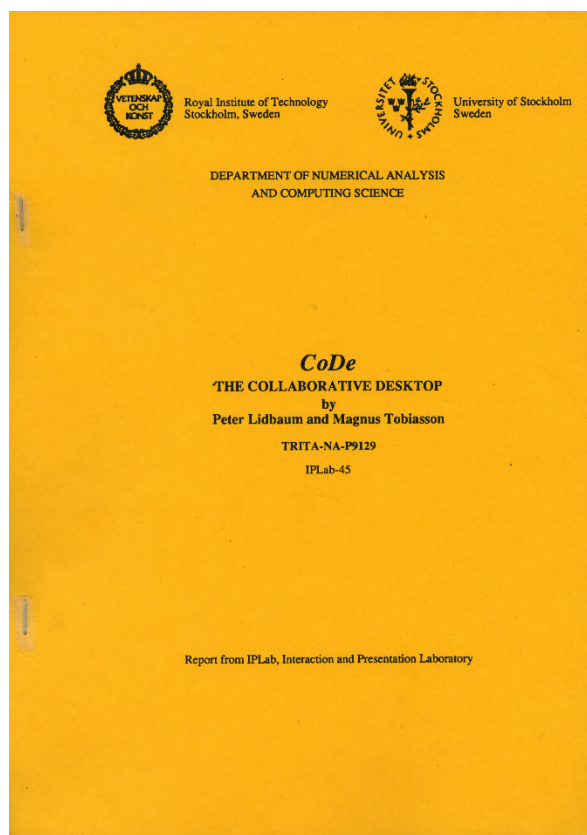 VETENSKAP
OCH
KONST
Royal Institute of Technology
Stockholm, Sweden
STOCKHOLMS UNIVERSITET
University of Stockholm
Sweden
DEPARTMENT OF NUMERICAL ANALYSIS
AND COMPUTING SCIENCE
CoDe
THE COLLABORATIVE DESKTOP
by
Peter Lidbaum and Magnus Tobiasson
TRITA-NA-P9129
IPLab-45
Report from IPLab, Interaction and Presentation Laboratory